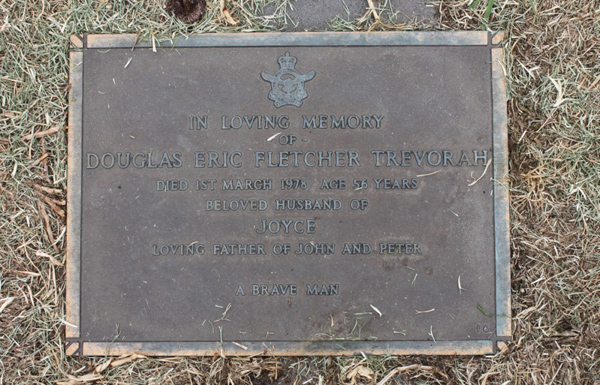 IN LOVING MEMORY
OF
DOUGLAS ERIC FLETCHER TREVORAH
DIED 1ST MARCH 1978 AGE 56 YEARS
BELOVED HUSBAND OF
JOYCE
LOVING FATHER OF JOHN AND PETER
A BRAVE MAN